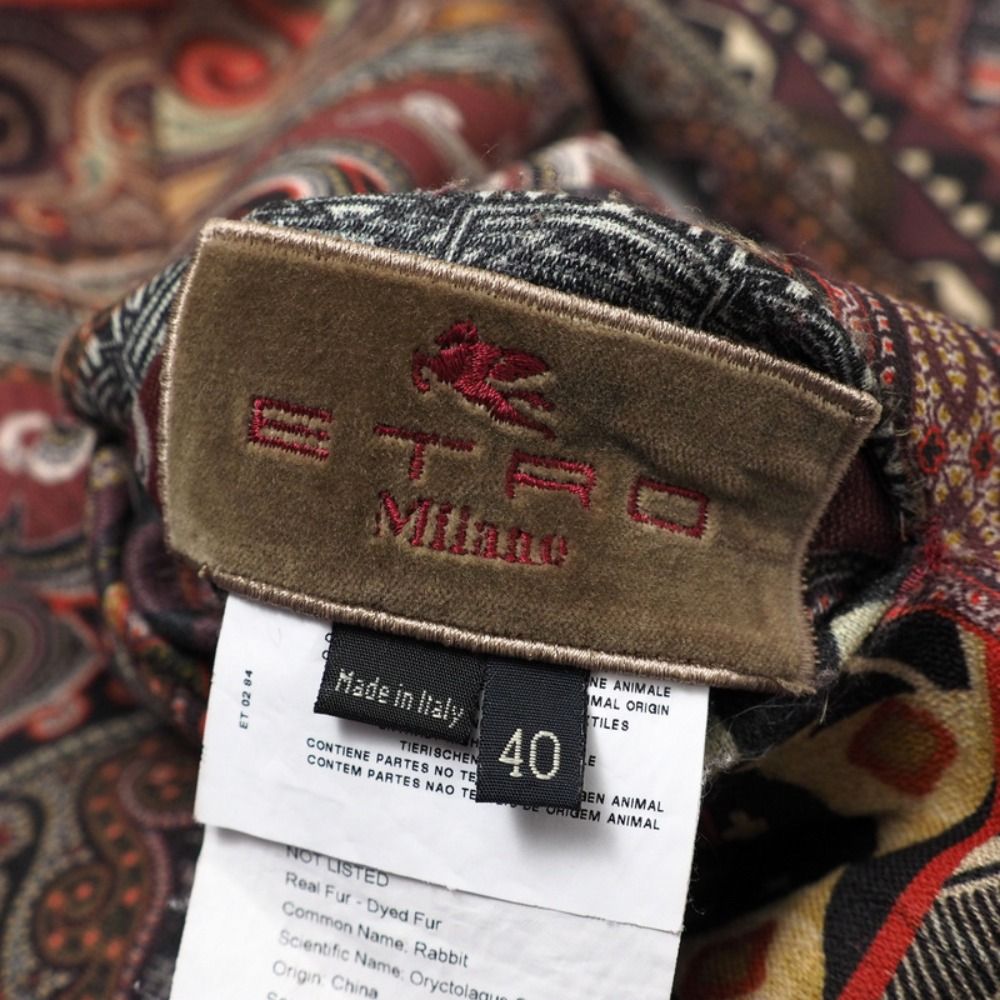 ETRO
Milano
Made in Italy
40
ET 02 84
NE ANIMALE
MAL ORIGIN
TILES
TIERISCHEN
CONTIENE PARTES NO TE GEN ANIMAL
CONTEM PARTES NAO TE DE ORIGEM ANIMAL
NOT LISTED
Real Fur - Dyed Fur
Common Name, Rabbit
Scientific Name: Oryctolagus
Origin: China